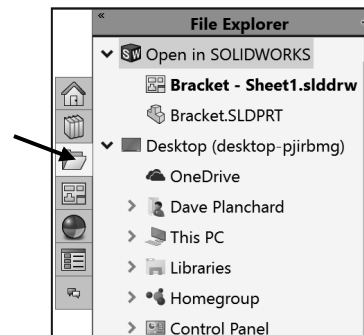 File Explorer
Open in SOLIDWORKS
Bracket - Sheet1.slddrw
Bracket.SLDPRT
Desktop (desktop-pjirbmg)
OneDrive
Dave Planchard
This PC
Libraries
Homegroup
Control Panel